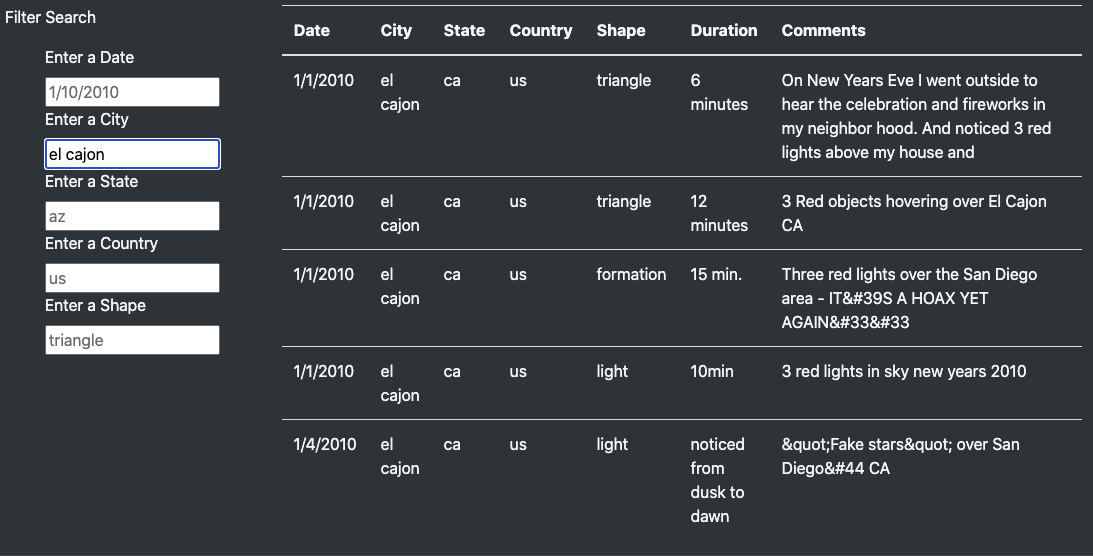 Filter Search
Enter a Date
1/10/2010
Enter a City
el cajon
Enter a State
az
Enter a Country
us
Enter a Shape
triangle
Date City State Country Shape Duration Comments
1/1/2010 el ca us triangle 6 On New Years Eve I went outside to
cajon minutes hear the celebration and fireworks in
my neighbor hood. And noticed 3 red
lights above my house and
1/1/2010 el ca us triangle 12 3 Red objects hovering over El Cajon
cajon minutes CA
1/1/2010 el ca us formation 15 min. Three red lights over the San Diego
cajon area - IT&#39S A HOAX YET
AGAIN&#33&#33
1/1/2010 el ca us light 10min 3 red lights in sky new years 2010
cajon
1/4/2010 el ca us light noticed &quot;Fake stars&quot; over San
cajon from Diego&#44 CA
dusk to
dawn